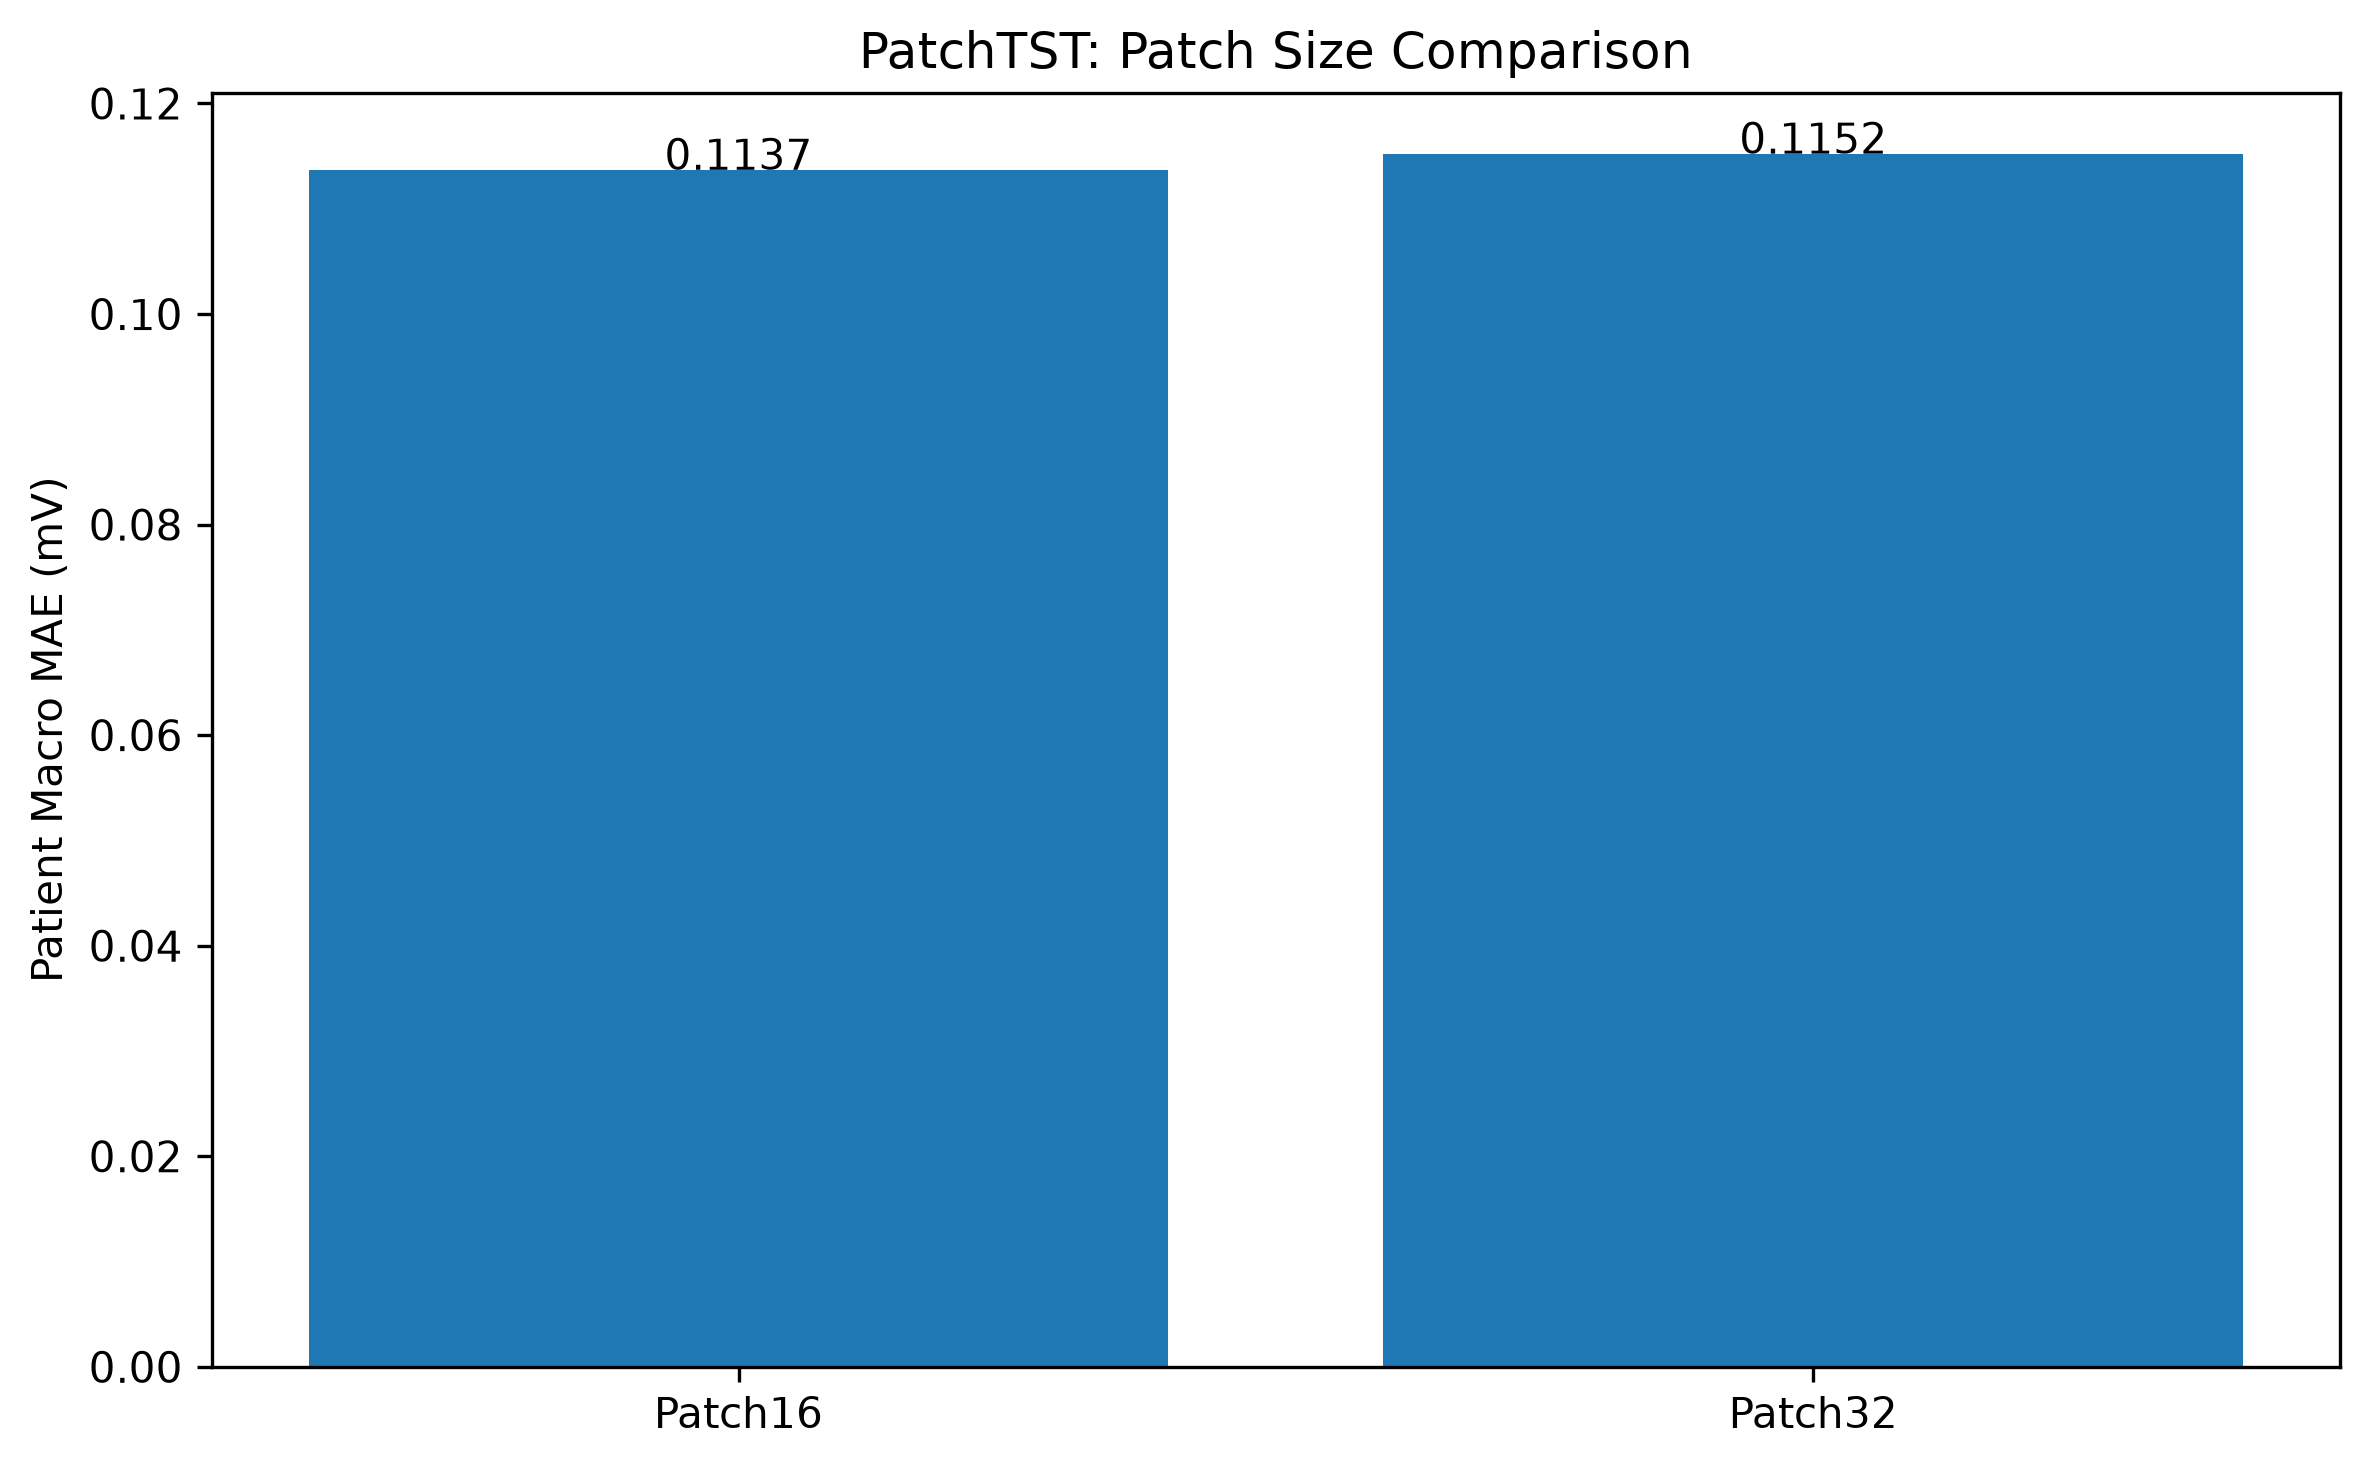 PatchTST: Patch Size Comparison
0.12
0.10
0.08
0.06
0.04
0.02
0.00
Patient Macro MAE (mV)
0.1137
0.1152
Patch16
Patch32